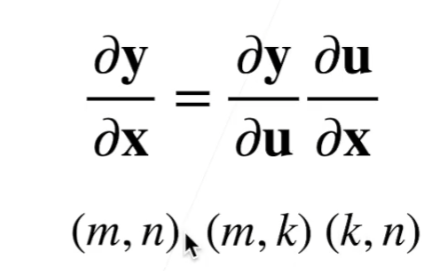 ∂y/∂x = ∂y/∂u ∂u/∂x
(m, n) (m, k) (k, n)